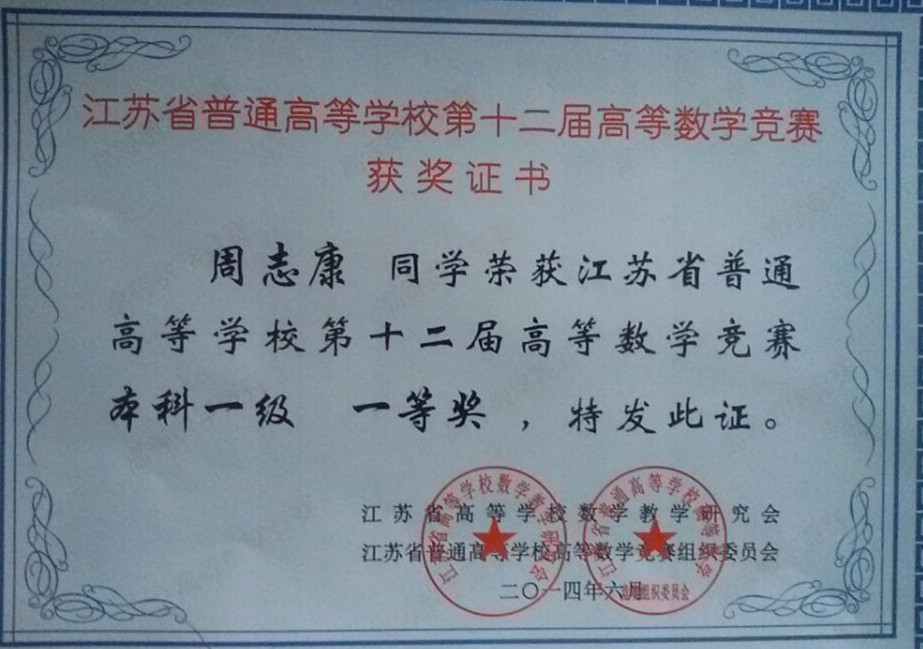 江苏省普通高等学校第十二届高等数学竞赛
获奖证书
周志康 同学荣获江苏省普通
高等学校第十二届高等数学竞赛
本科一级 一等奖，特发此证。
江苏省高等学校数学教学研究会
江苏省普通高等学校高等数学竞赛组织委员会
二〇一四年六月